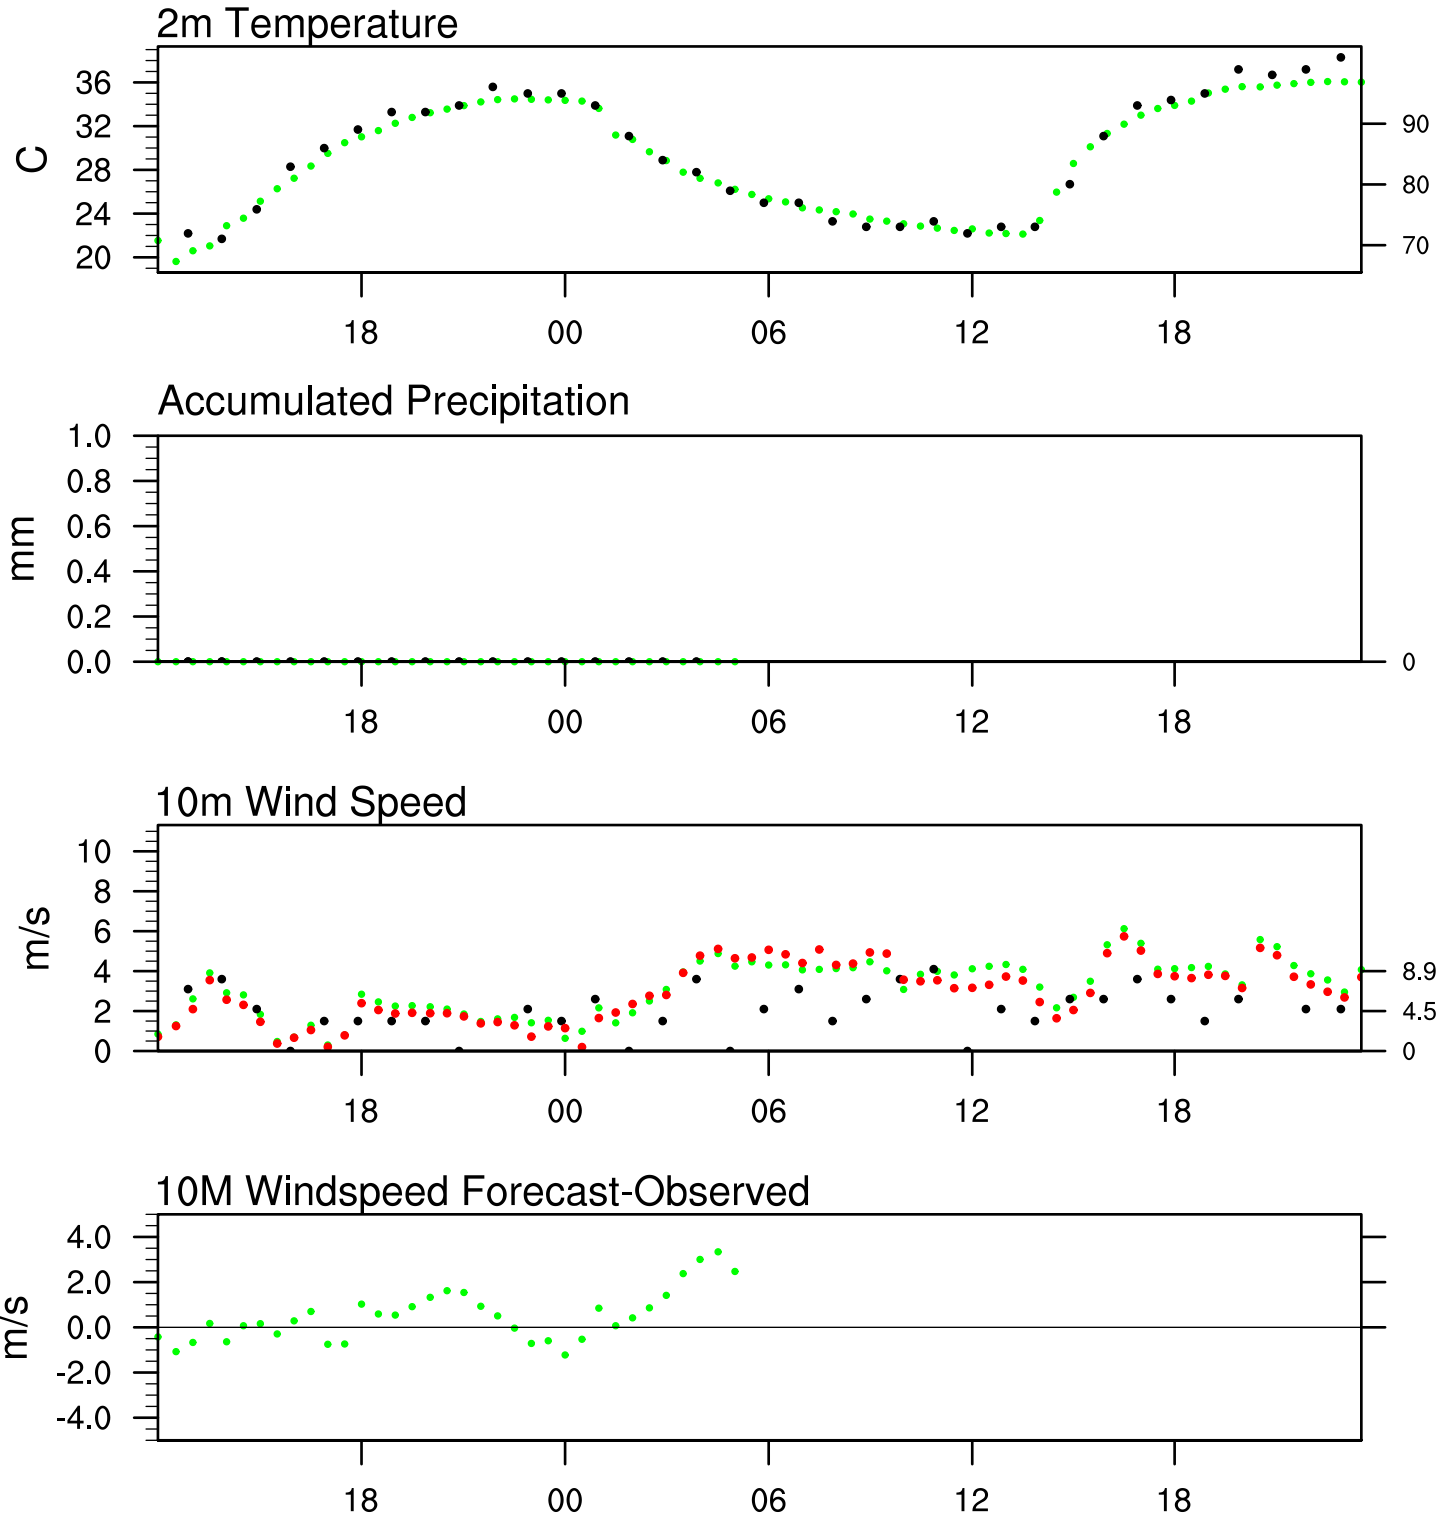 2m Temperature
36
32
28
24
20
C
90
80
70
18 00 06 12 18
Accumulated Precipitation
1.0
0.8
0.6
0.4
0.2
0.0
mm
0
18 00 06 12 18
10m Wind Speed
10
8
6
4
2
0
m/s
8.9
4.5
0
18 00 06 12 18
10M Windspeed Forecast-Observed
4.0
2.0
0.0
-2.0
-4.0
m/s
18 00 06 12 18